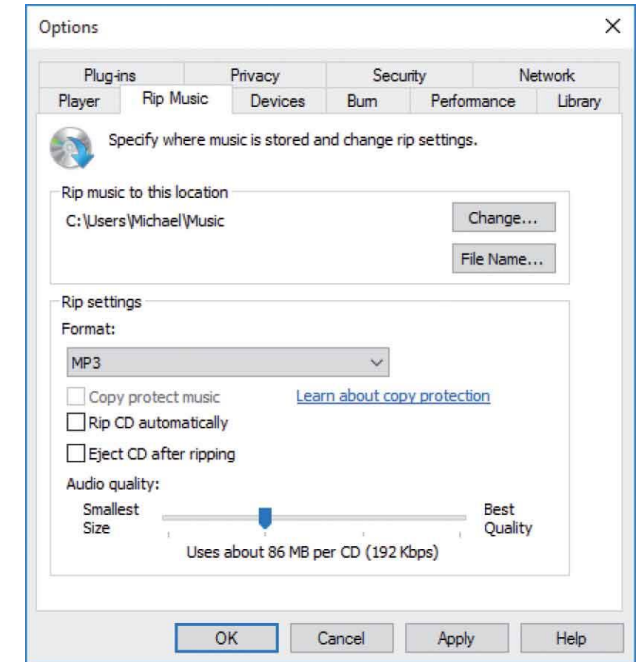 Options
Plug-ins Privacy Security Network
Player Rip Music Devices Burn Performance Library
Specify where music is stored and change rip settings.
Rip music to this location
C:\Users\Michael\Music
Change...
File Name...
Rip settings
Format:
MP3
Copy protect music Learn about copy protection
Rip CD automatically
Eject CD after ripping
Audio quality:
Smallest Best
Size Quality
Uses about 86 MB per CD (192 Kbps)
OK Cancel Apply Help